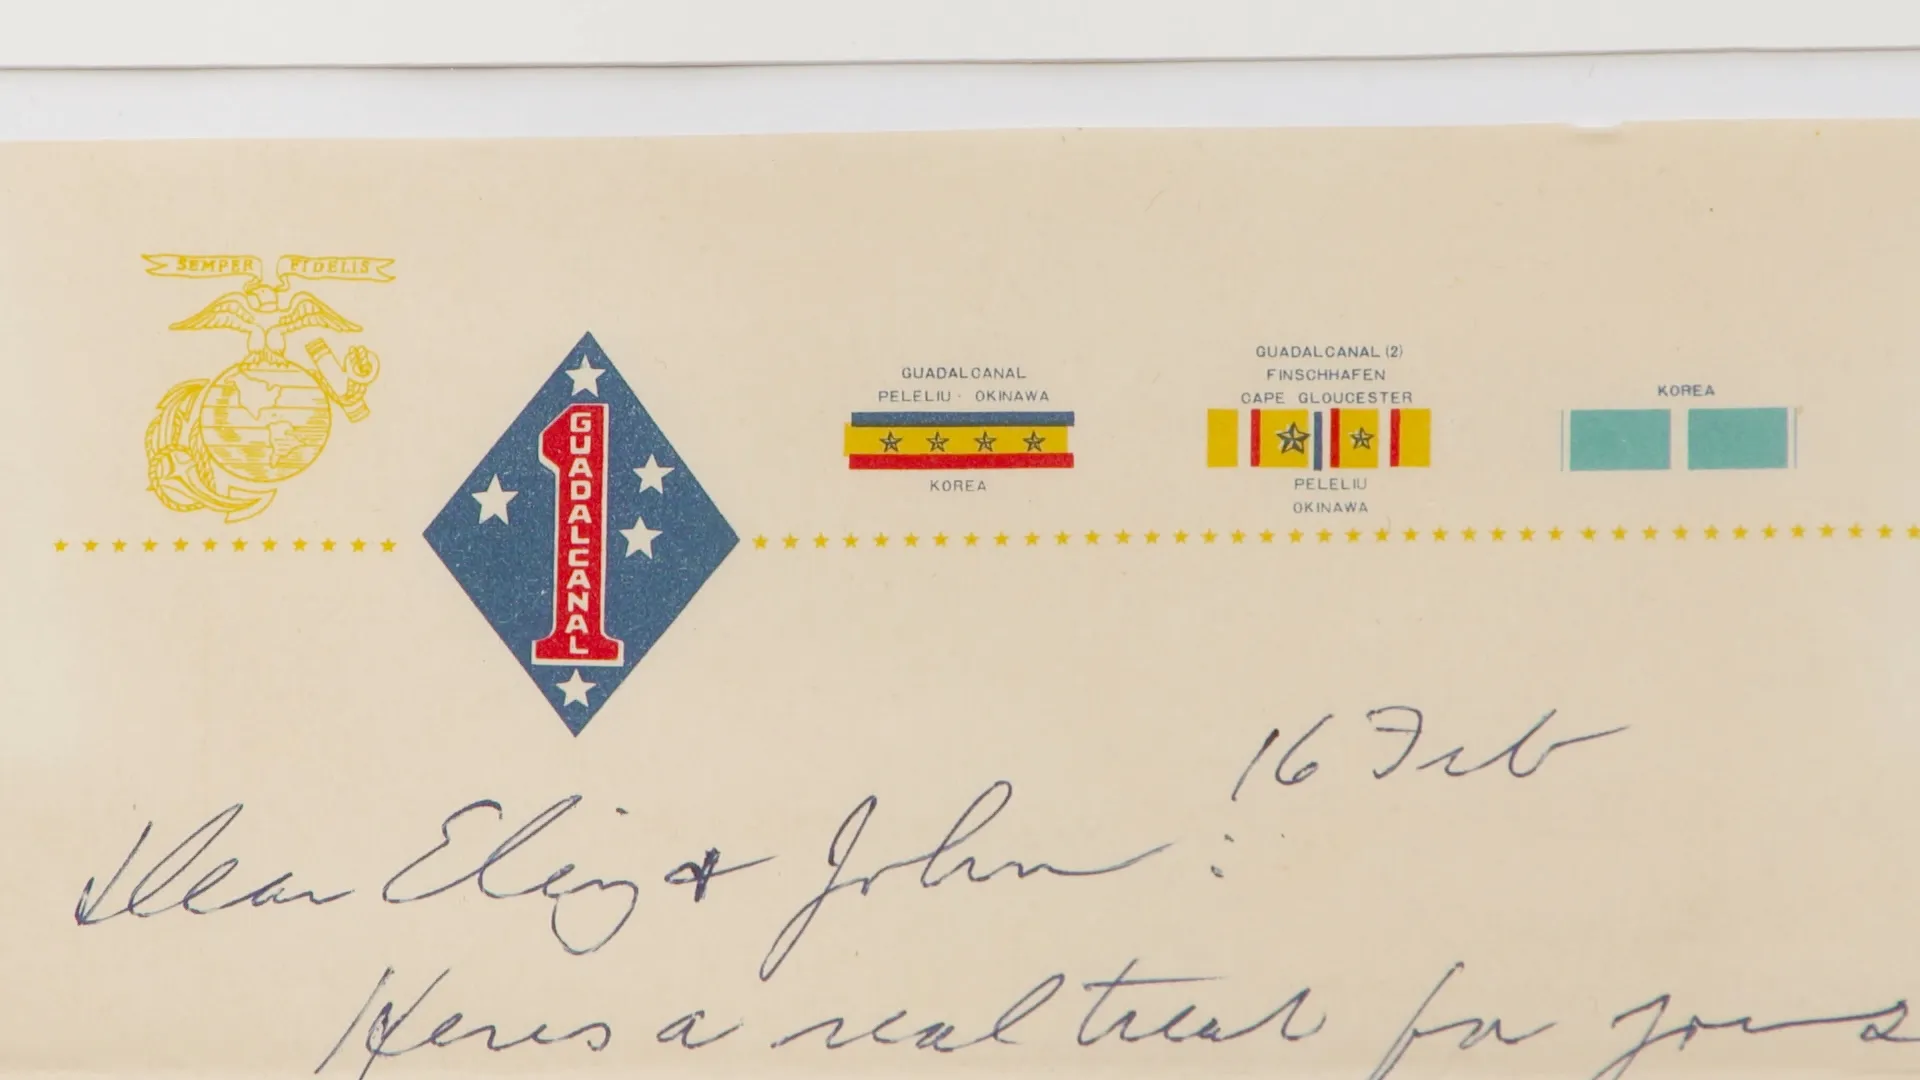 SEMPER FIDELIS
GUADALCANAL
GUADALCANAL
PELELIU · OKINAWA
KOREA
GUADALCANAL (2)
FINSCHHAFEN
CAPE GLOUCESTER
PELELIU
OKINAWA
KOREA
16 Feb
Dear Eliz & John :
Heres a real treat for you